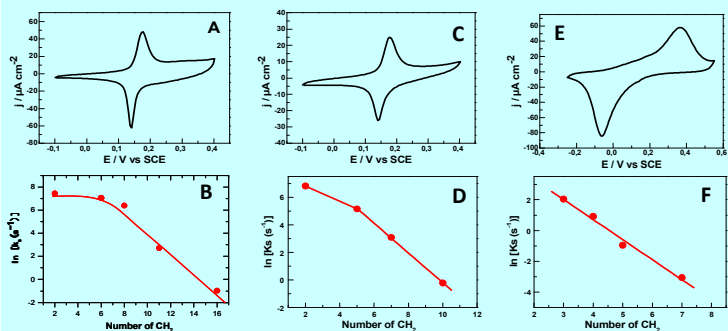 A
j / µA cm-2
60
40
20
0
-20
-40
-60
-80
-0,1 0,0 0,1 0,2 0,3 0,4
E / V vs SCE
C
j / µA cm-2
40
30
20
10
0
-10
-20
-30
-40
-0,1 0,0 0,1 0,2 0,3 0,4
E / V vs SCE
E
j / µA cm-2
60
40
20
0
-20
-40
-60
-80
-100
-0,4 -0,2 0,0 0,2 0,4 0,6
E / V vs SCE
B
ln [ks(s-1)]
8
6
4
2
0
-2
2 4 6 8 10 12 14 16
Number of CH2
D
ln [Ks (s-1)]
6
4
2
0
-2
2 4 6 8 10 12
Number of CH2
F
ln [Ks (s-1)]
2
0
-2
-4
3 4 5 6 7 8
Number of CH2